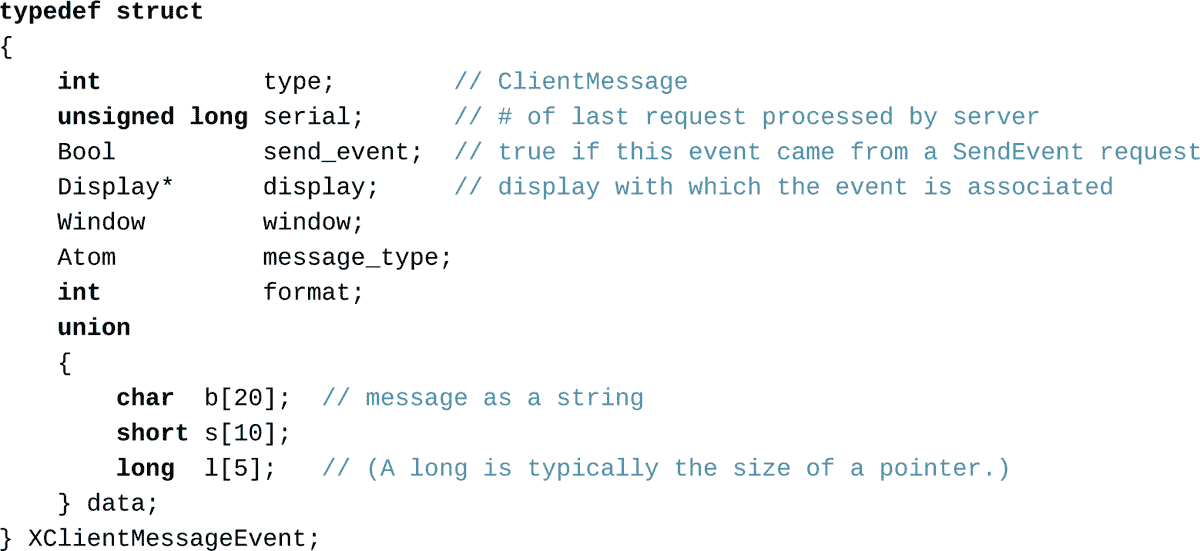 typedef struct
{
    int           type;        // ClientMessage
    unsigned long serial;      // # of last request processed by server
    Bool          send_event;  // true if this event came from a SendEvent request
    Display*      display;     // display with which the event is associated
    Window        window;
    Atom          message_type;
    int           format;
    union
    {
        char  b[20];  // message as a string
        short s[10];
        long  l[5];   // (A long is typically the size of a pointer.)
    } data;
} XClientMessageEvent;